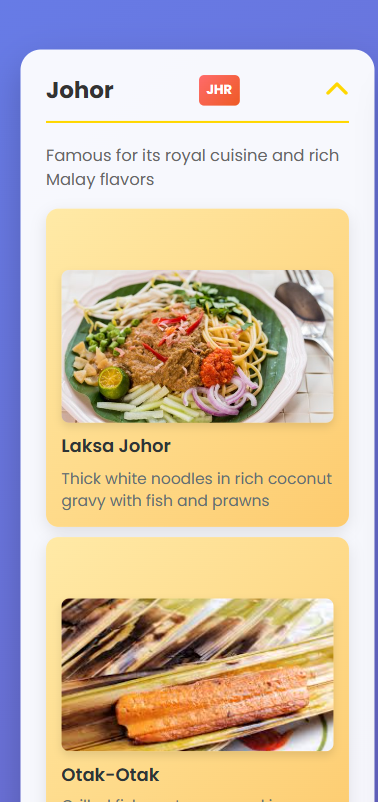 Johor
JHR
Famous for its royal cuisine and rich
Malay flavors
Laksa Johor
Thick white noodles in rich coconut
gravy with fish and prawns
Otak-Otak